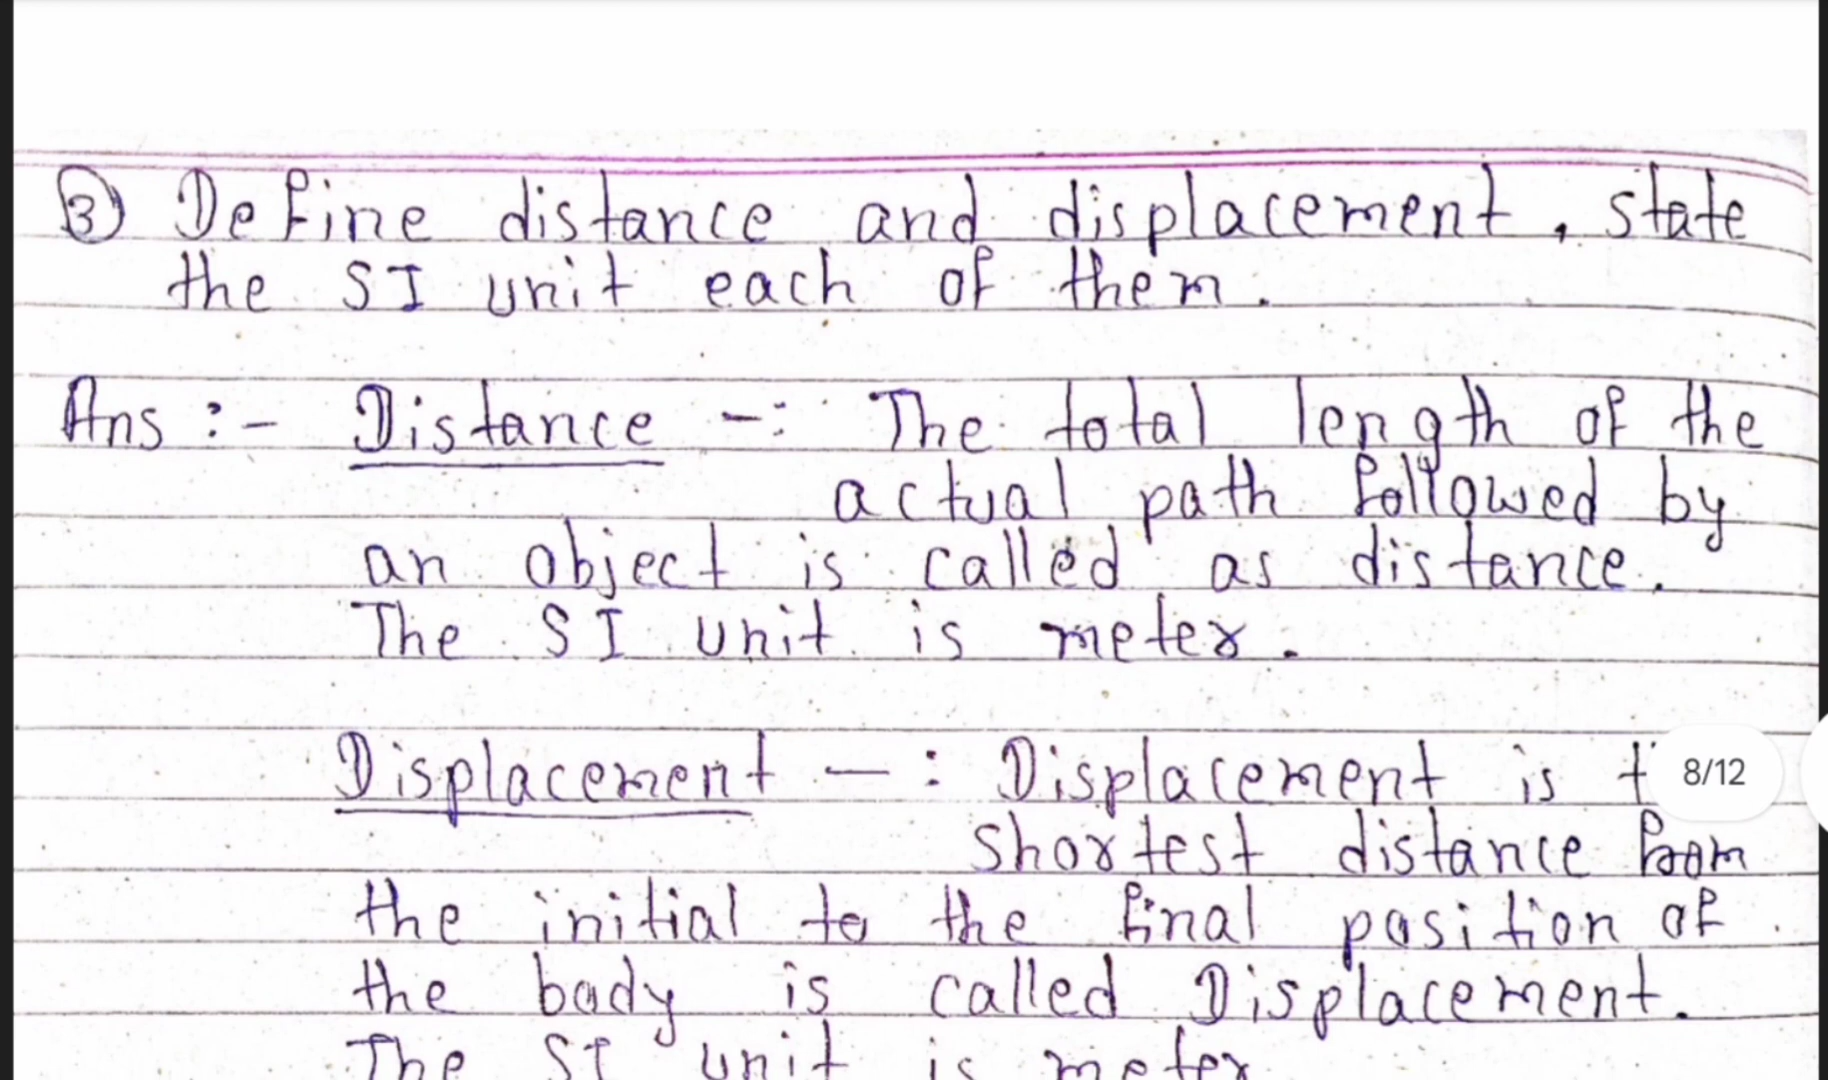 3 Define distance and displacement, state
the SI unit each of them.
Ans :- Distance -: The total length of the
actual path followed by
an object is called as distance.
The SI unit is meter.
Displacement -: Displacement is
8/12
shortest distance from
the initial to the final position of
the body is called Displacement.
The SI unit is meter